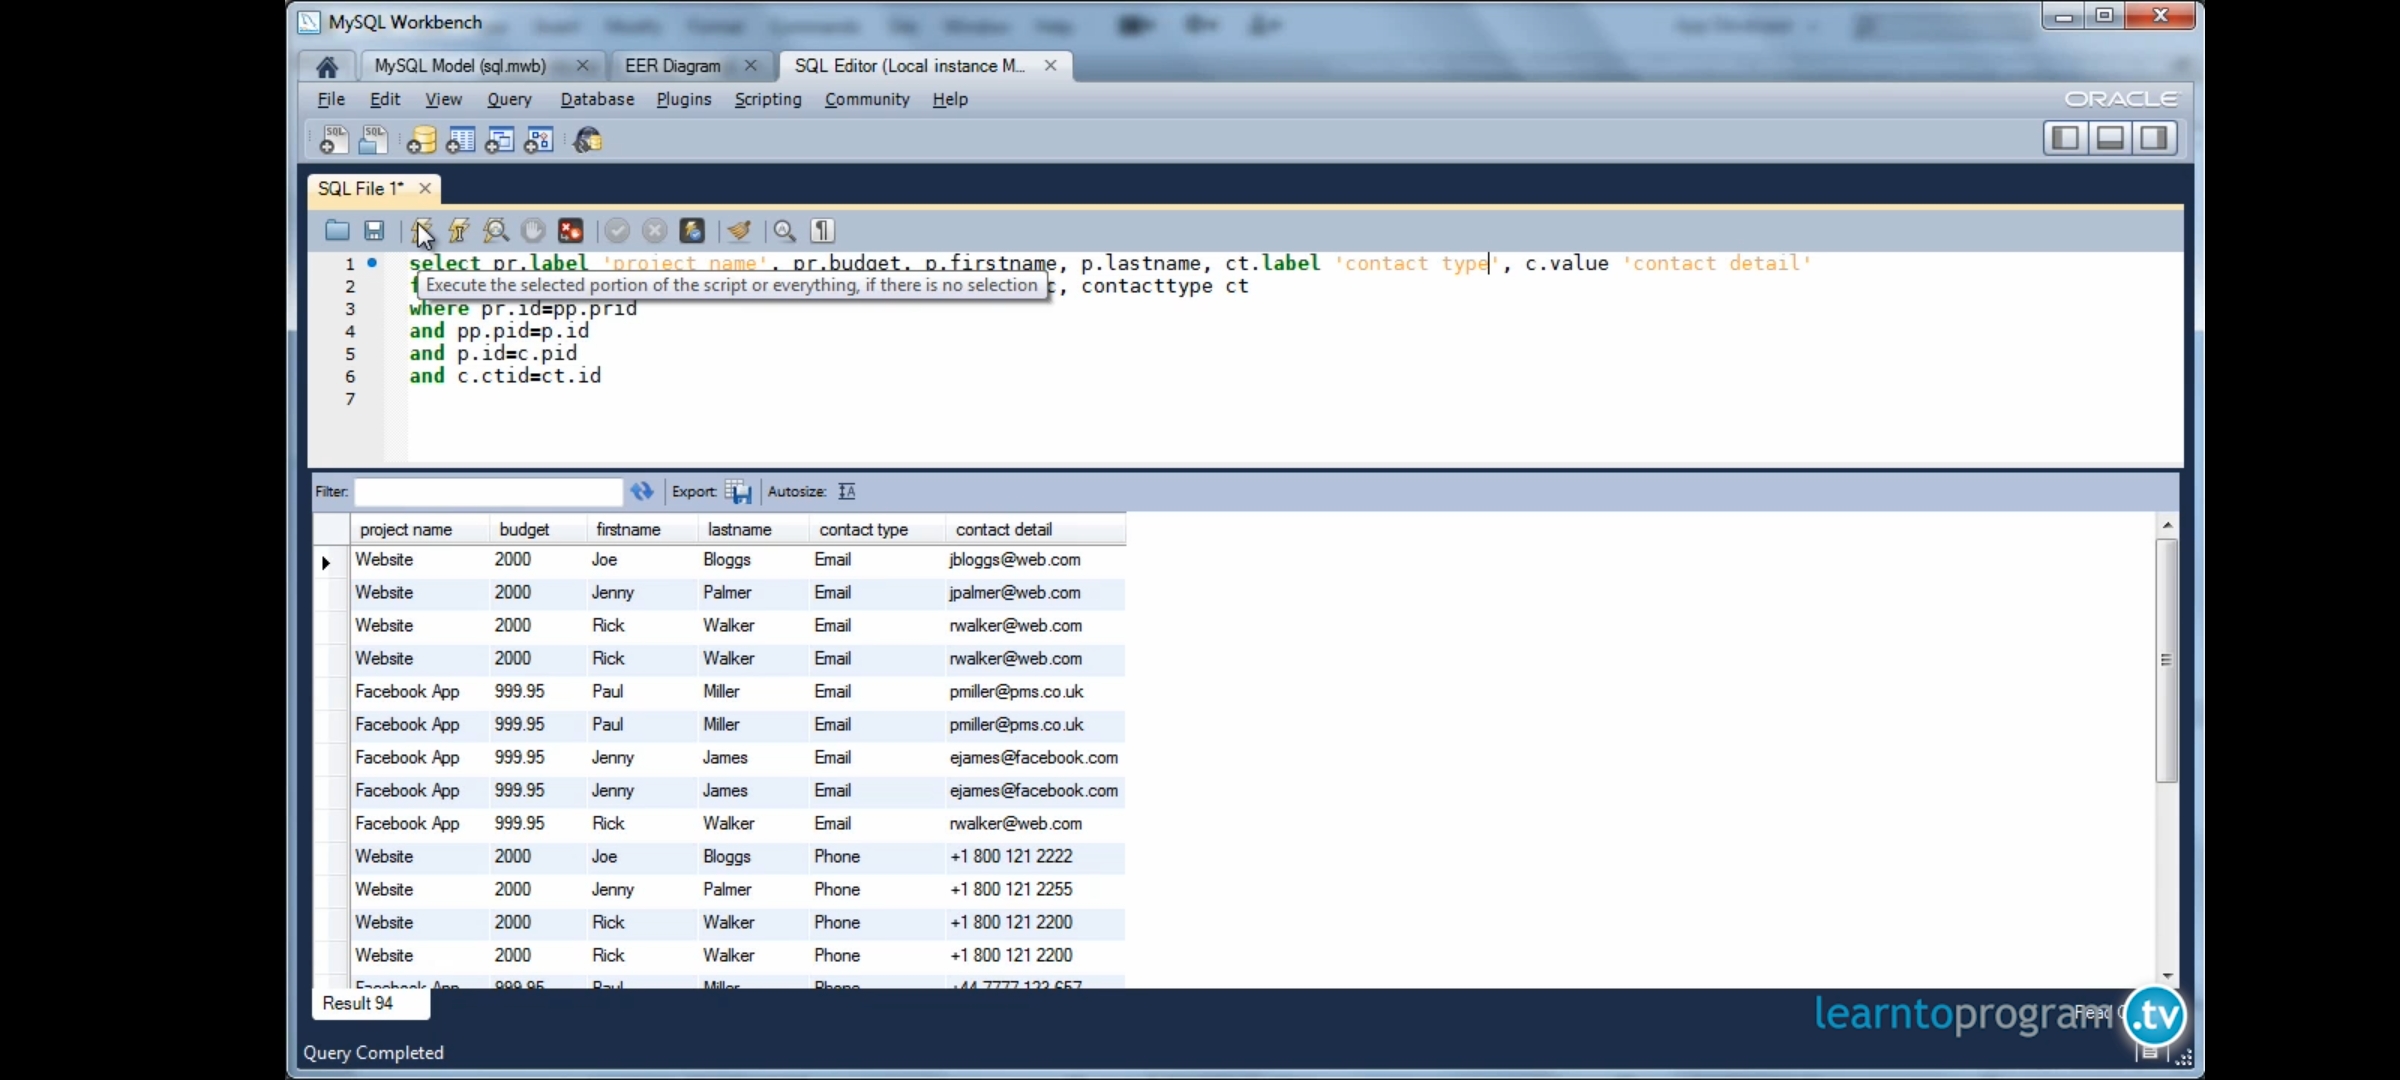 MySQL Workbench
MySQL Model (sql.mwb) EER Diagram SQL Editor (Local instance M...
File Edit View Query Database Plugins Scripting Community Help
ORACLE
SQL File 1*
1 select pr.label 'project name', pr.budget, p.firstname, p.lastname, ct.label 'contact type', c.value 'contact detail'
Execute the selected portion of the script or everything, if there is no selection
2 c, contacttype ct
3 where pr.id=pp.prid
4 and pp.pid=p.id
5 and p.id=c.pid
6 and c.ctid=ct.id
7
Filter: Export: Autosize:
project name budget firstname lastname contact type contact detail
Website 2000 Joe Bloggs Email jbloggs@web.com
Website 2000 Jenny Palmer Email jpalmer@web.com
Website 2000 Rick Walker Email rwalker@web.com
Website 2000 Rick Walker Email rwalker@web.com
Facebook App 999.95 Paul Miller Email pmiller@pms.co.uk
Facebook App 999.95 Paul Miller Email pmiller@pms.co.uk
Facebook App 999.95 Jenny James Email ejames@facebook.com
Facebook App 999.95 Jenny James Email ejames@facebook.com
Facebook App 999.95 Rick Walker Email rwalker@web.com
Website 2000 Joe Bloggs Phone +1 800 121 2222
Website 2000 Jenny Palmer Phone +1 800 121 2255
Website 2000 Rick Walker Phone +1 800 121 2200
Website 2000 Rick Walker Phone +1 800 121 2200
Facebook App 999.95 Paul Miller Phone +44 7777 123 657
Result 94
learntoprogram .tv
Query Completed